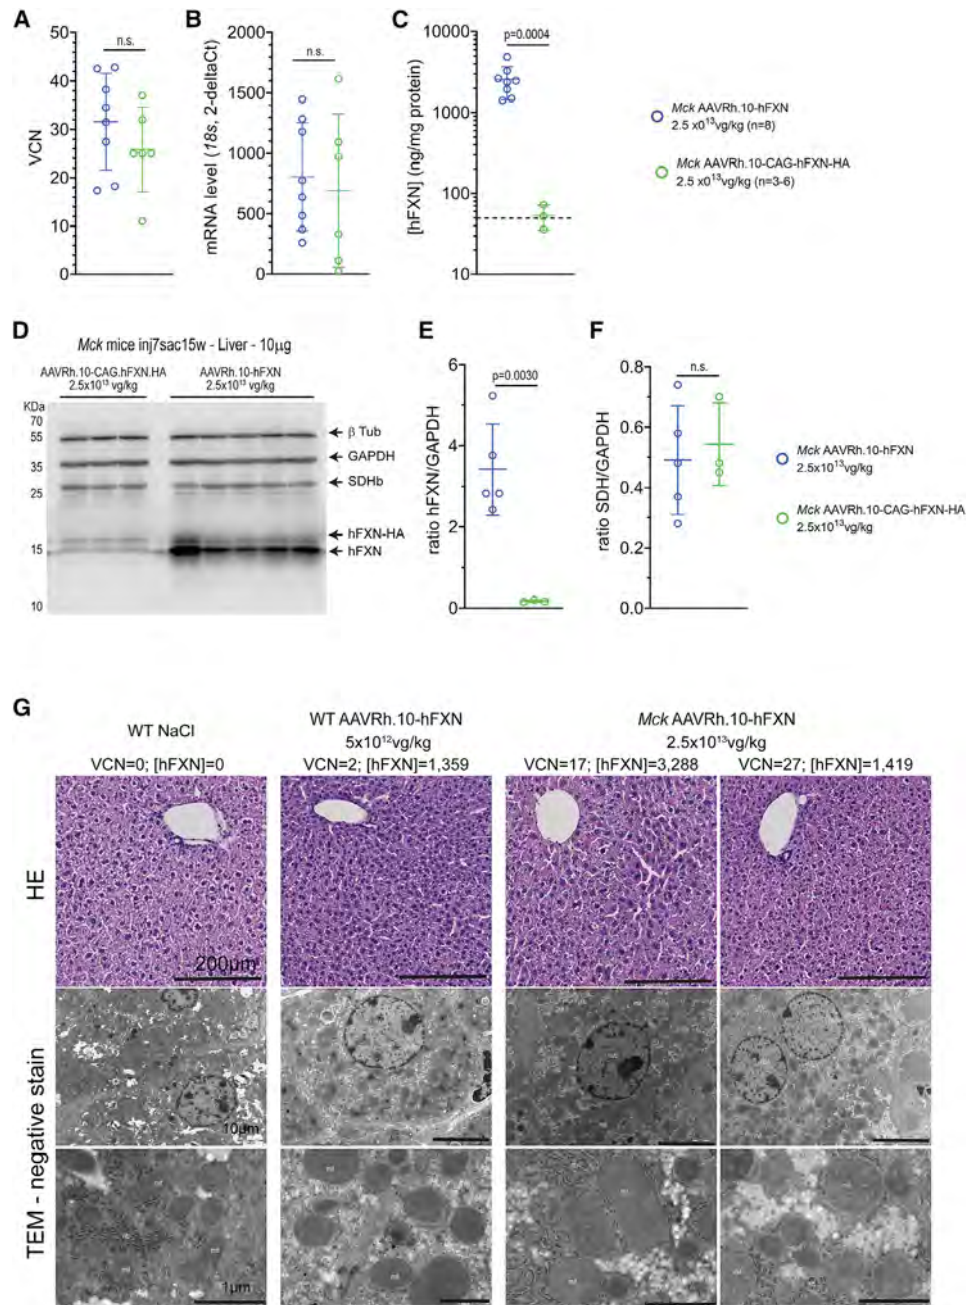 A
50
40
30
20
10
0
VCN
n.s.
B
2000
1750
1500
1250
1000
750
500
250
0
mRNA level (18s, 2-deltaCt)
n.s.
C
10000
1000
100
10
[hFXN] (ng/mg protein)
p=0.0004
Mck AAVRh.10-hFXN
2.5 x0¹³vg/kg (n=8)
Mck AAVRh.10-CAG-hFXN-HA
2.5 x0¹³vg/kg (n=3-6)
D
Mck mice inj7sac15w - Liver - 10µg
AAVRh.10-CAG.hFXN.HA
2.5x10¹³ vg/kg
AAVRh.10-hFXN
2.5x10¹³ vg/kg
KDa
70
55
35
25
15
10
β Tub
GAPDH
SDHb
hFXN-HA
hFXN
E
6
4
2
0
ratio hFXN/GAPDH
p=0.0030
F
0.8
0.6
0.4
0.2
0.0
ratio SDH/GAPDH
n.s.
Mck AAVRh.10-hFXN
2.5x10¹³vg/kg
Mck AAVRh.10-CAG-hFXN-HA
2.5x10¹³vg/kg
G
WT NaCl
VCN=0; [hFXN]=0
WT AAVRh.10-hFXN
5x10¹²vg/kg
VCN=2; [hFXN]=1,359
Mck AAVRh.10-hFXN
2.5x10¹³vg/kg
VCN=17; [hFXN]=3,288
VCN=27; [hFXN]=1,419
HE
200µm
TEM - negative stain
10µm
1µm